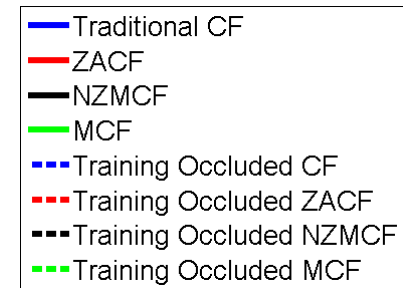 Traditional CF
ZACF
NZMCF
MCF
Training Occluded CF
Training Occluded ZACF
Training Occluded NZMCF
Training Occluded MCF